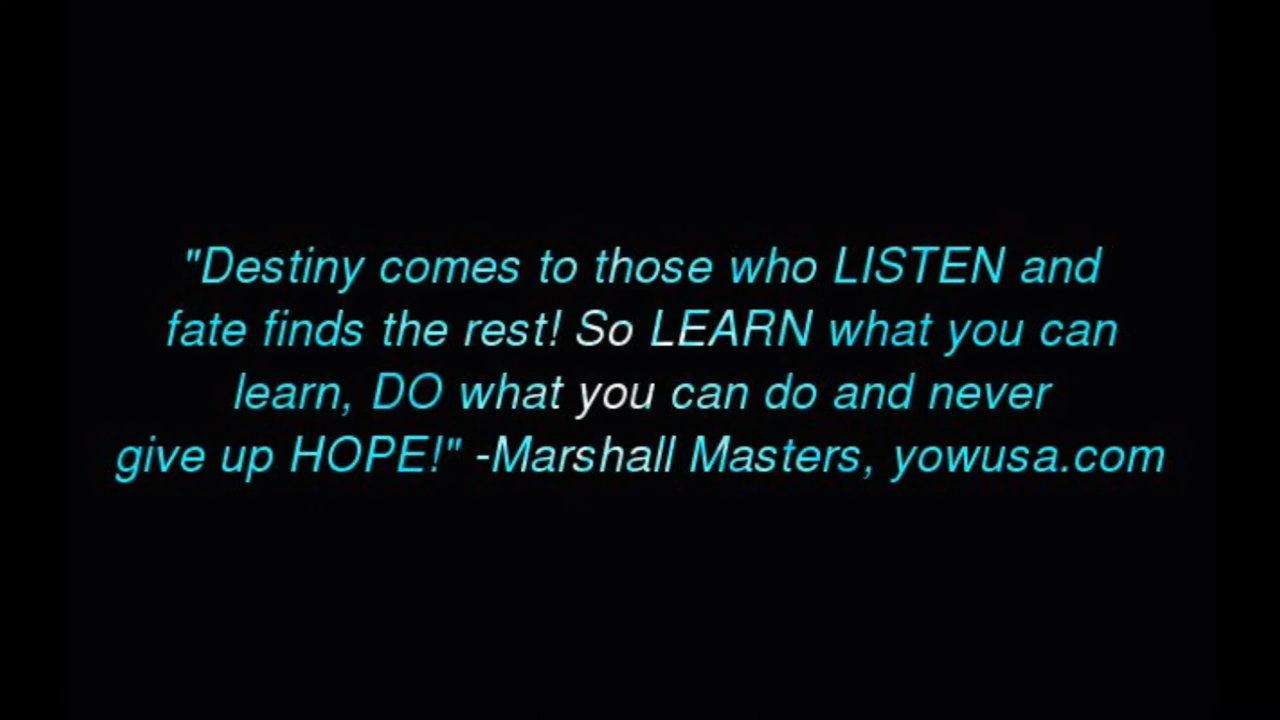 "Destiny comes to those who LISTEN and
fate finds the rest! So LEARN what you can
learn, DO what you can do and never
give up HOPE!" -Marshall Masters, yowusa.com